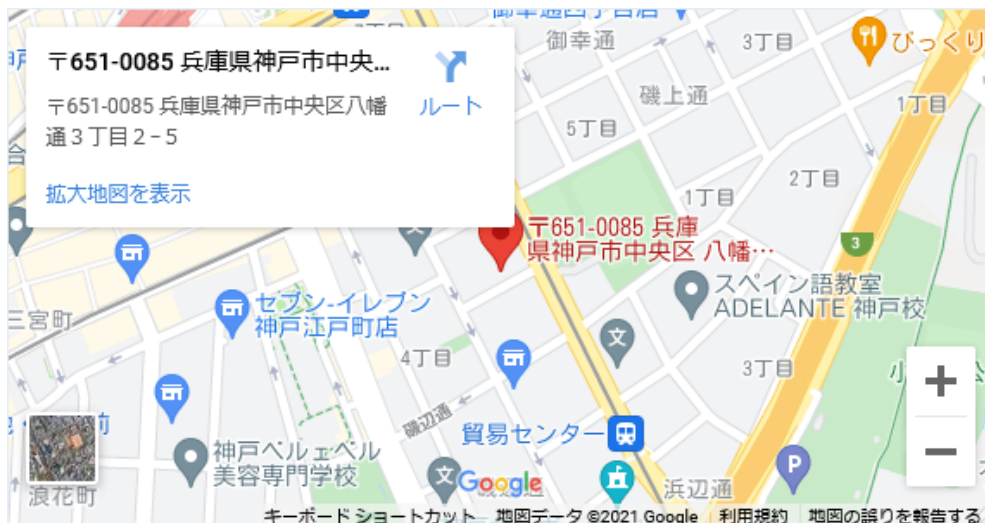 〒651-0085 兵庫県神戸市中央...
〒651-0085 兵庫県神戸市中央区八幡
通3丁目2−5
ルート
拡大地図を表示
御幸通
3丁目
びっくり
磯上通
1丁目
5丁目
2丁目
1丁目
〒651-0085 兵庫
県神戸市中央区 八幡…
3
スペイン語教室
ADELANTE 神戸校
セブン-イレブン
神戸江戸町店
三宮町
4丁目
3丁目
磯辺通
貿易センター
神戸ベルェベル
美容専門学校
P
Google
浜辺通
浪花町
キーボード ショートカット
地図データ ©2021 Google
利用規約
地図の誤りを報告する